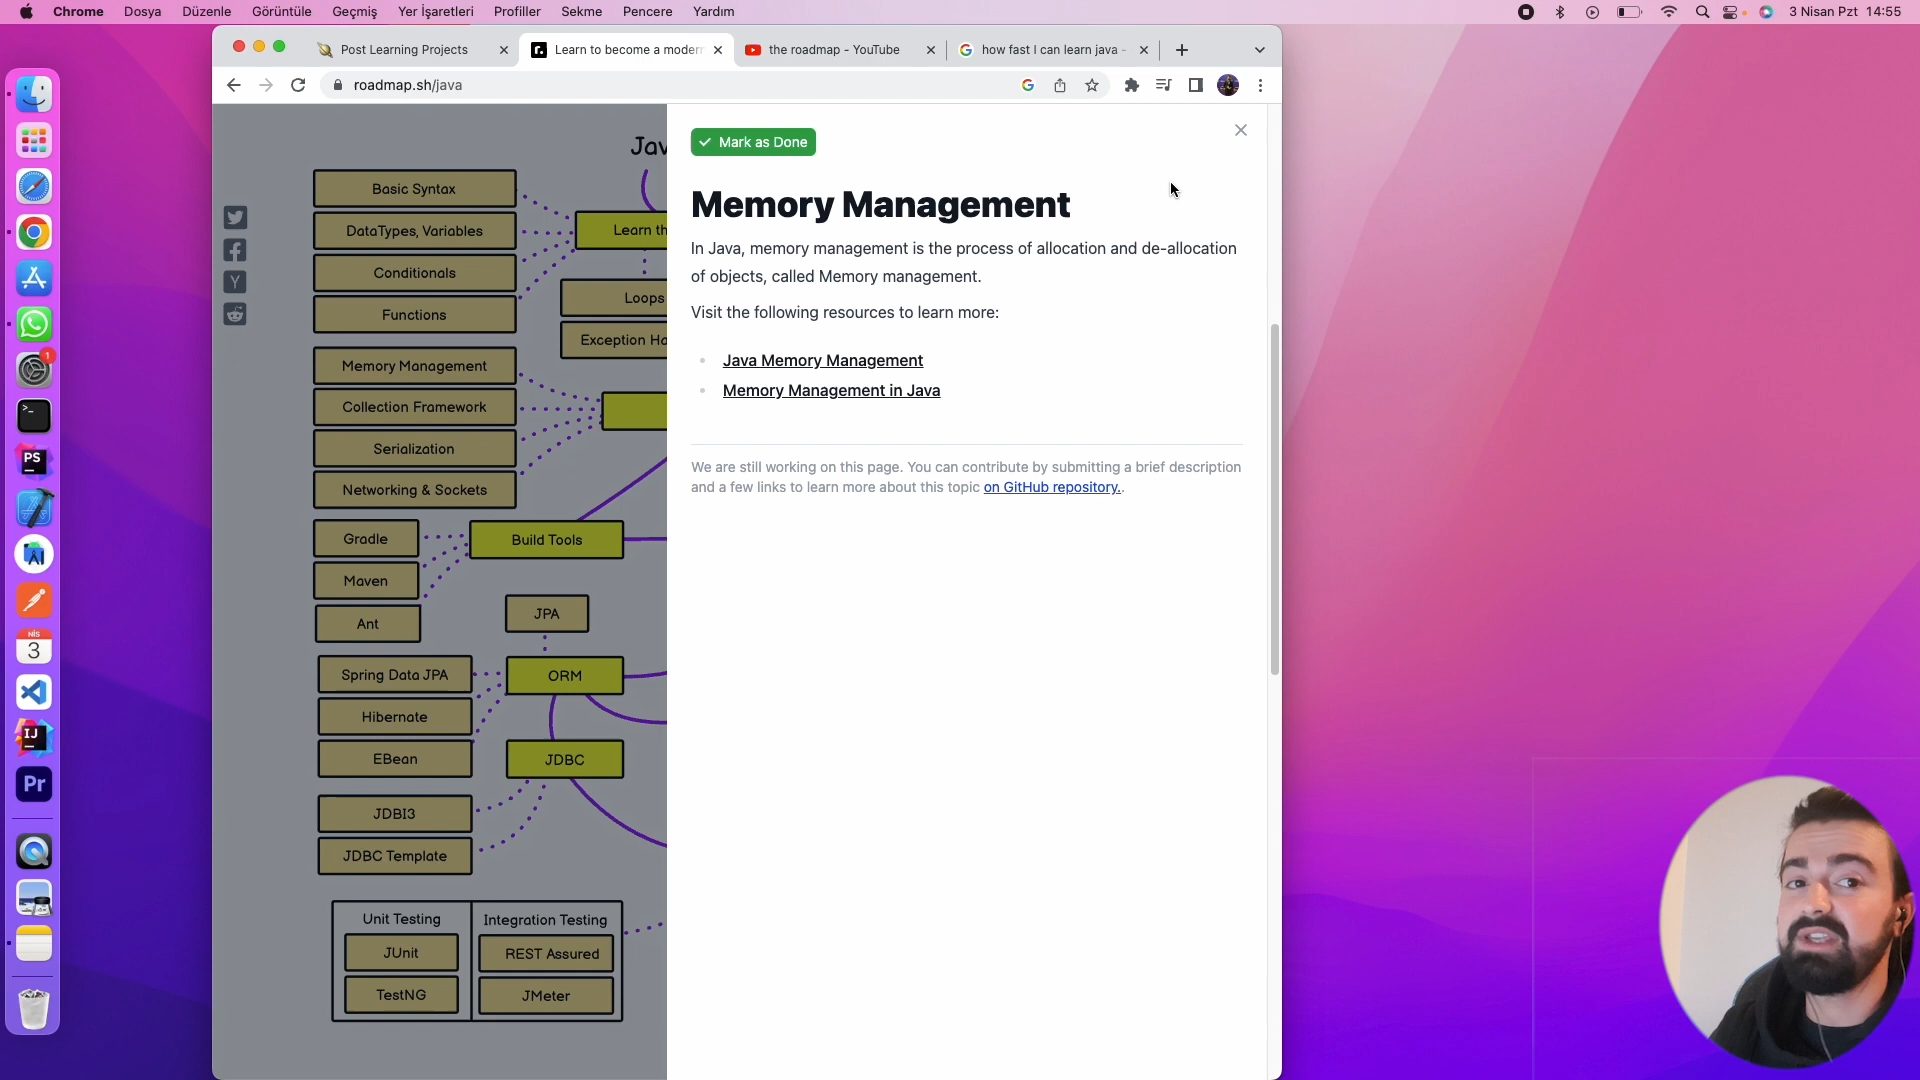 Chrome Dosya Düzenle Görüntüle Geçmiş Yer İşaretleri Profiller Sekme Pencere Yardım 3 Nisan Pzt 14:55
Post Learning Projects
Learn to become a modern
the roadmap - YouTube
how fast I can learn java -
roadmap.sh/java
Jav
Basic Syntax
DataTypes, Variables
Conditionals
Functions
Learn th
Loops
Exception Ha
Memory Management
Collection Framework
Serialization
Networking & Sockets
Gradle
Maven
Ant
Build Tools
JPA
Spring Data JPA
Hibernate
EBean
ORM
JDBC
JDBI3
JDBC Template
Unit Testing
JUnit
TestNG
Integration Testing
REST Assured
JMeter
Mark as Done
Memory Management
In Java, memory management is the process of allocation and de-allocation
of objects, called Memory management.
Visit the following resources to learn more:
Java Memory Management
Memory Management in Java
We are still working on this page. You can contribute by submitting a brief description
and a few links to learn more about this topic on GitHub repository..
1
PS
NİS
3
IJ
Pr